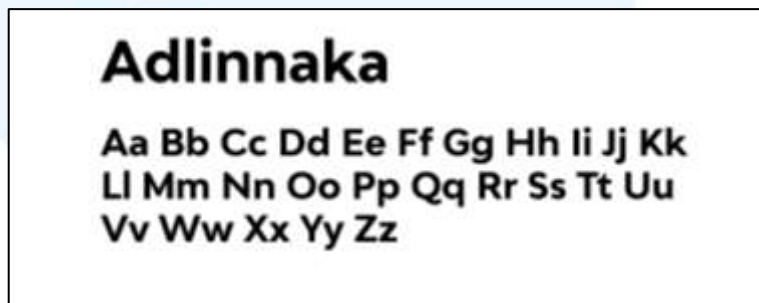 Adlinnaka
Aa Bb Cc Dd Ee Ff Gg Hh Ii Jj Kk
Ll Mm Nn Oo Pp Qq Rr Ss Tt Uu
Vv Ww Xx Yy Zz